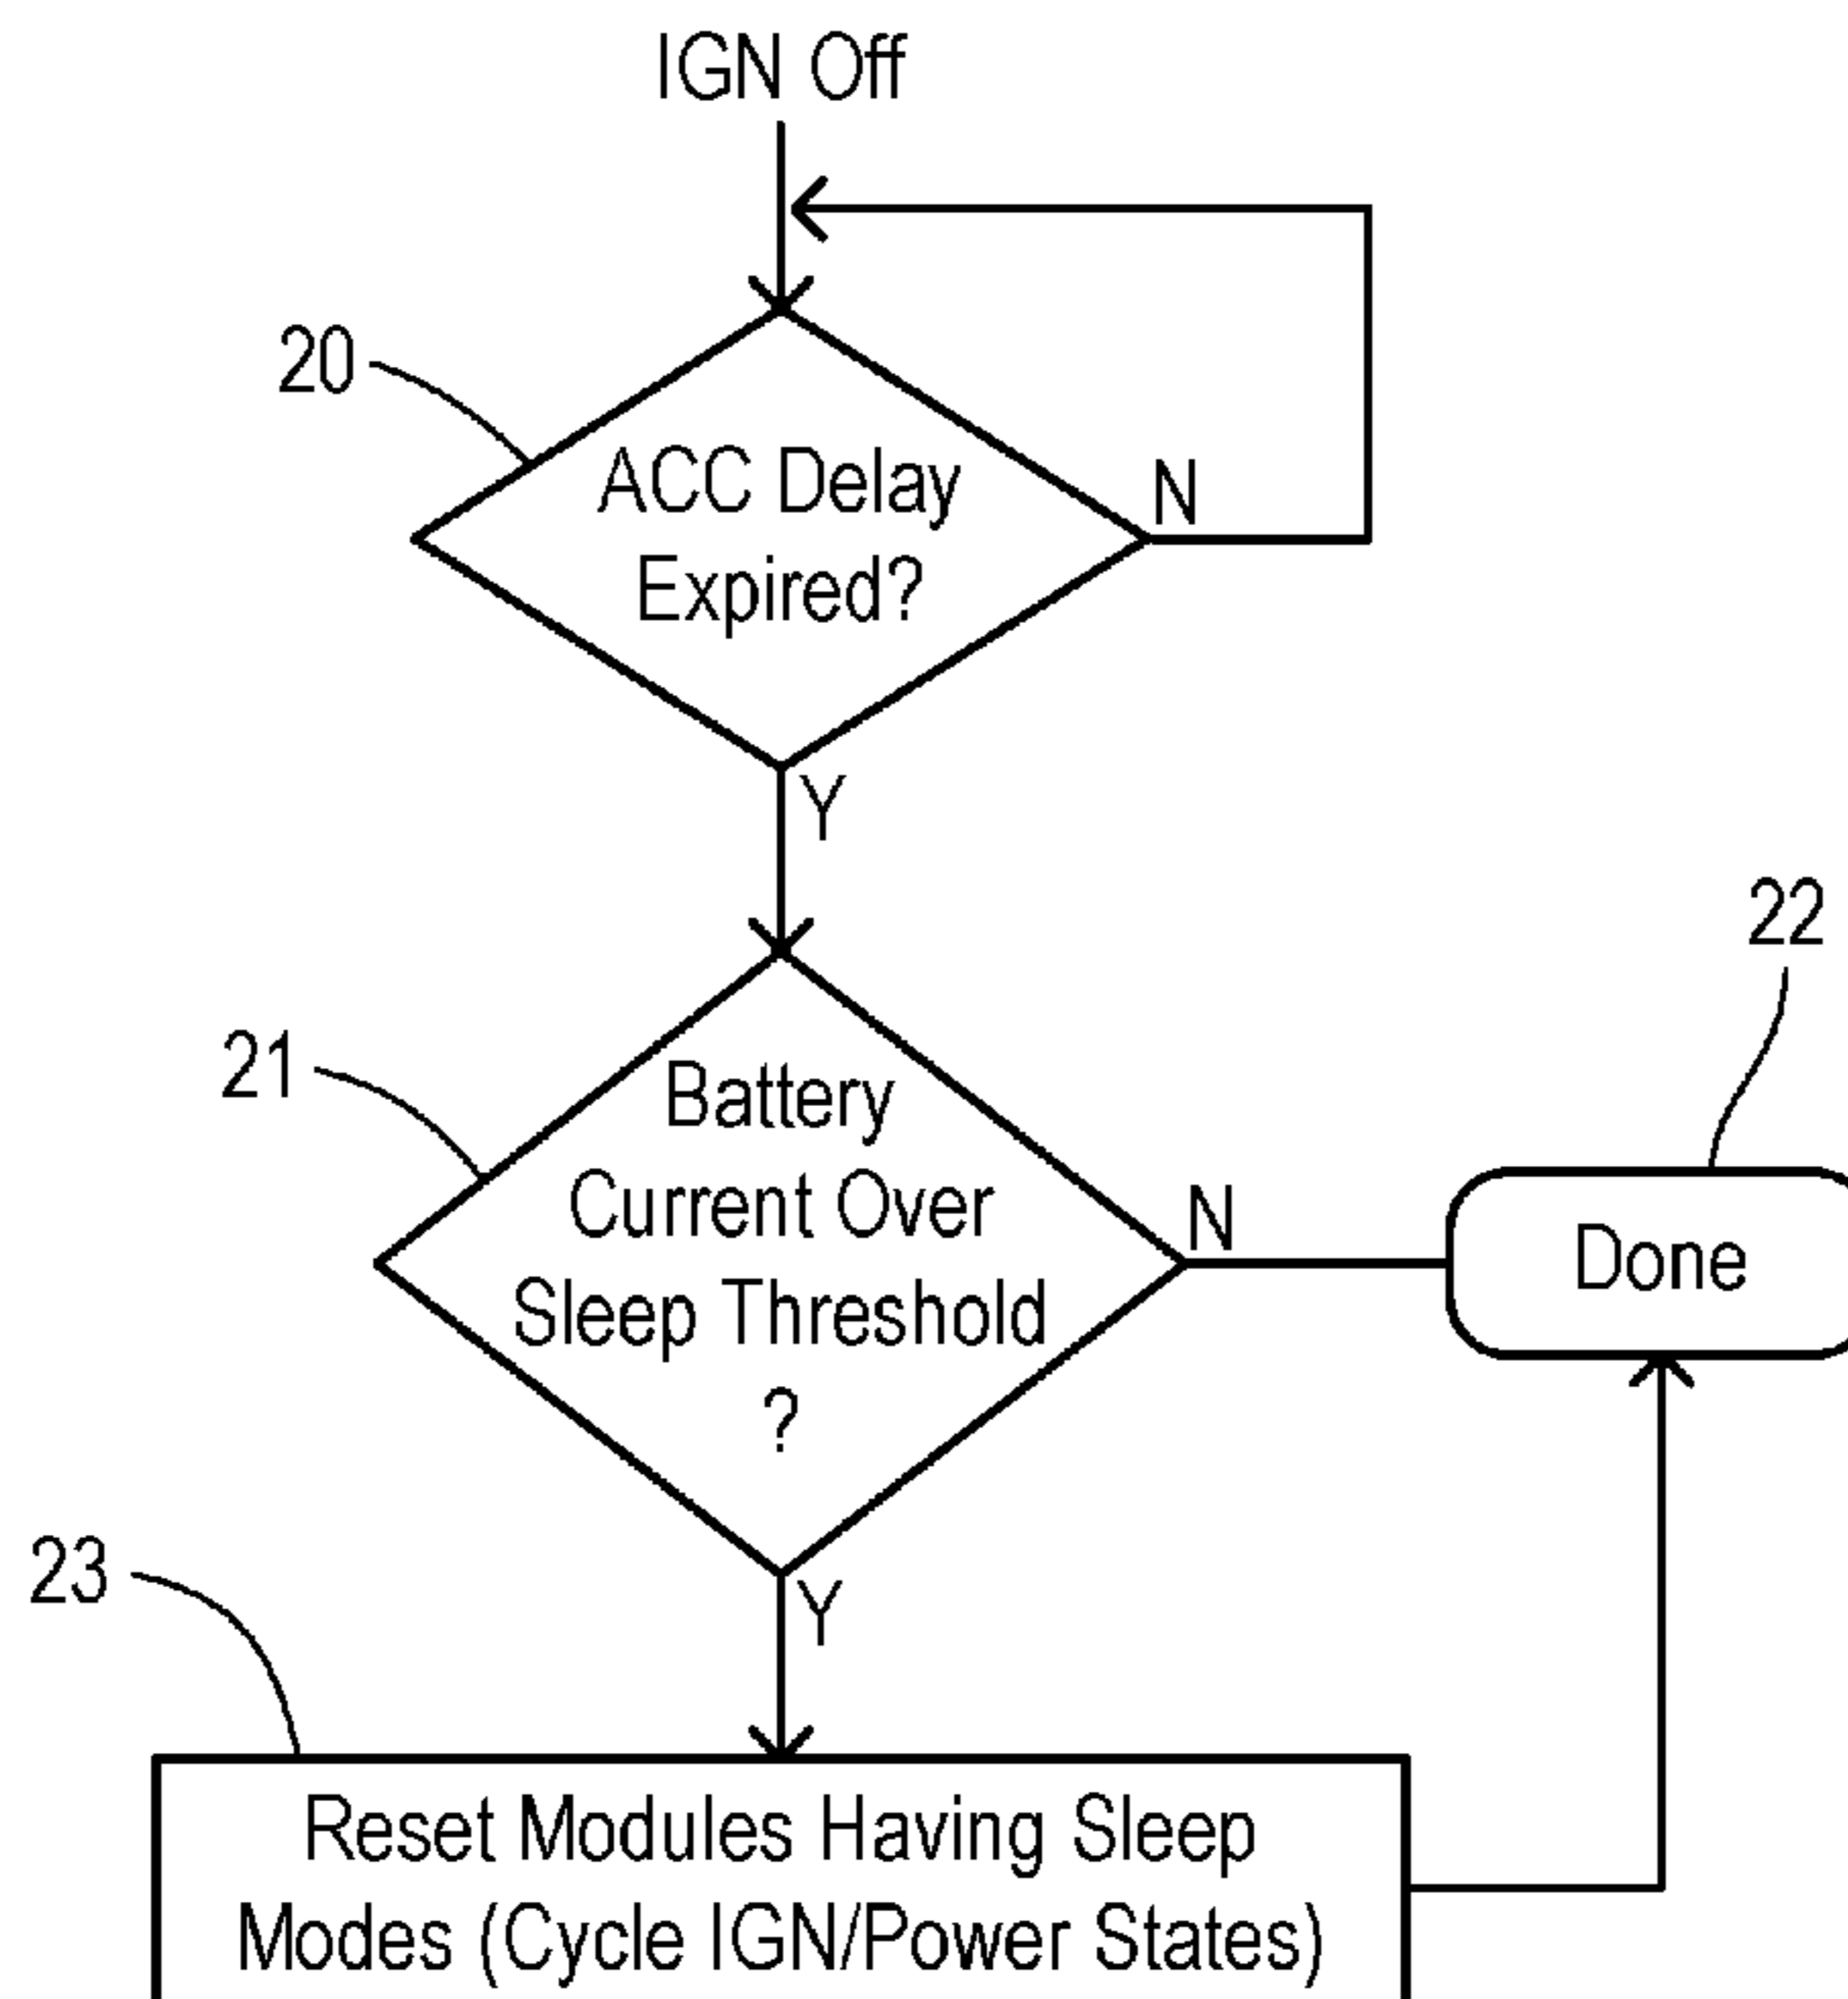 IGN Off
20
ACC Delay
Expired?
N
Y
22
21
Battery
Current Over
Sleep Threshold
?
N
Done
Y
23
Reset Modules Having Sleep
Modes (Cycle IGN/Power States)